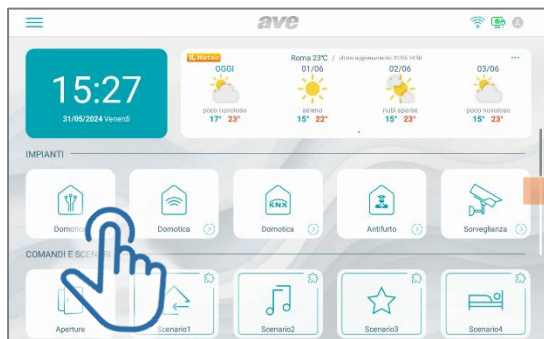 ave
15:27
31/05/2024 Venerdì
IL Meteo
Roma 23°C / ultimo aggiornamento: 31/05 14:58
OGGI
poco nuvoloso
17° 23°
01/06
sereno
15° 22°
02/06
nubi sparse
15° 23°
03/06
poco nuvoloso
15° 23°
IMPIANTI
Domotica
Domotica
KNX
Domotica
Antifurto
Sorveglianza
COMANDI E SCENARI
Aperture
Scenario1
Scenario2
Scenario3
Scenario4